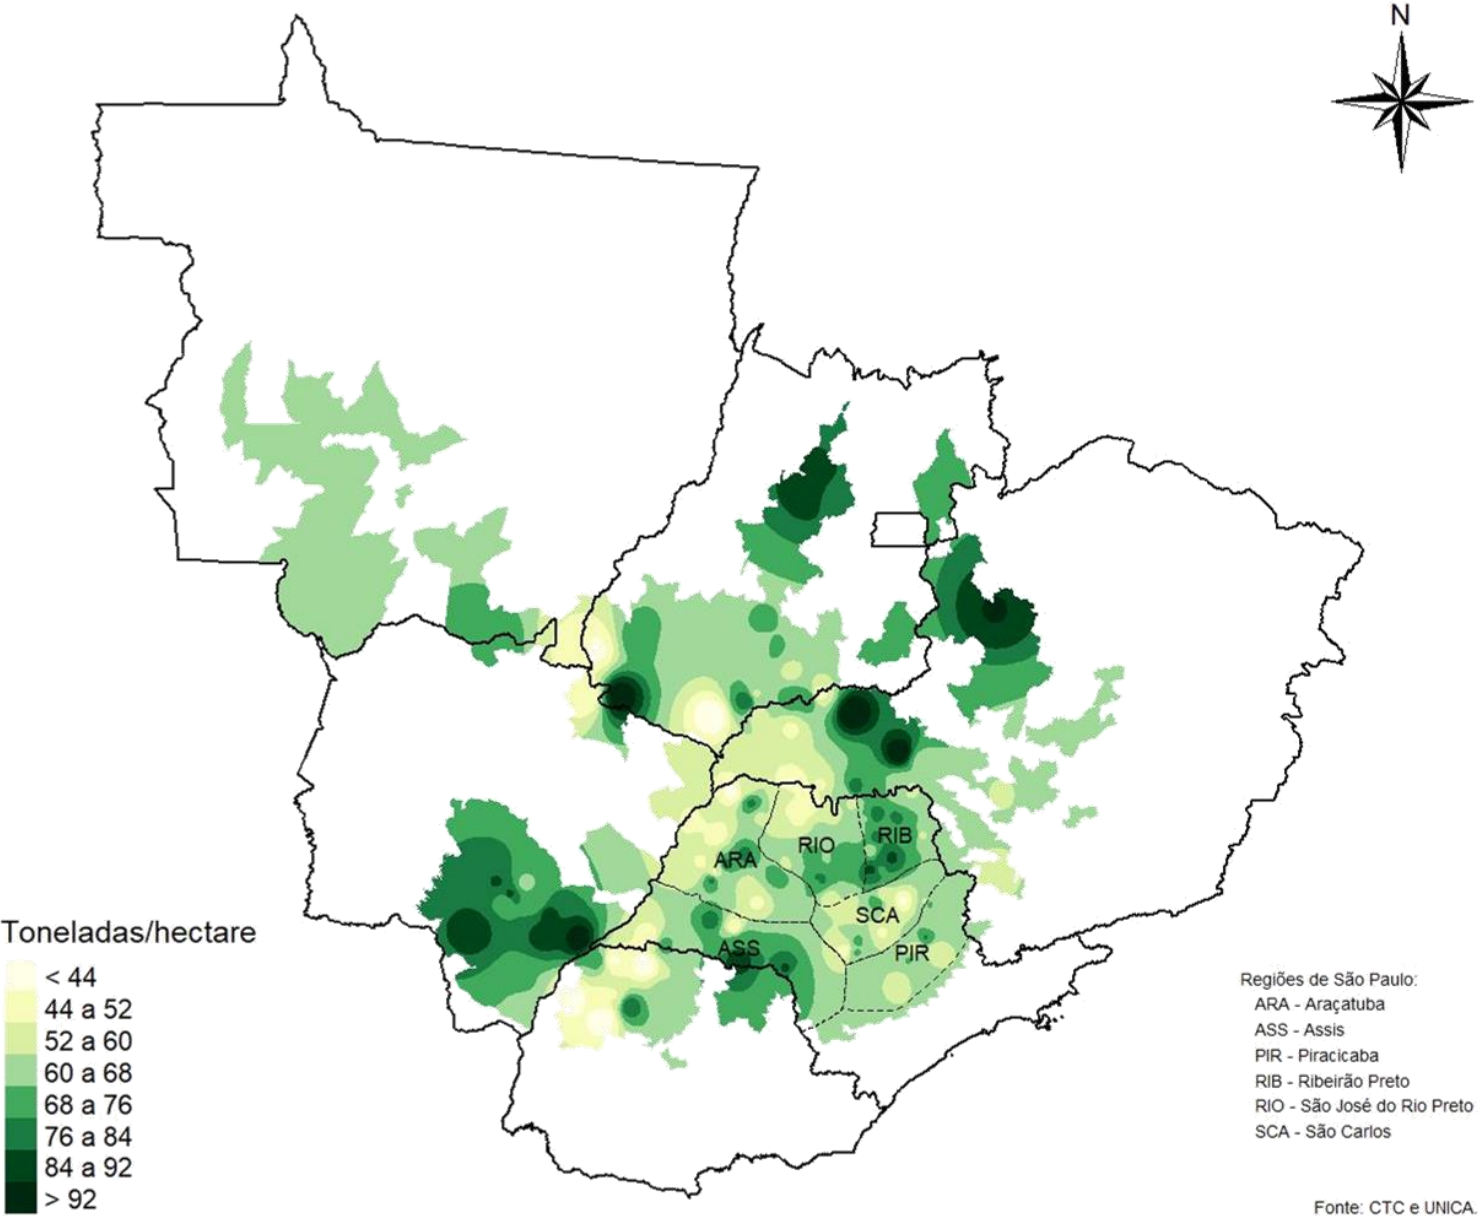 N
RIB
RIO
ARA
SCA
ASS
PIR
Toneladas/hectare
< 44
44 a 52
52 a 60
60 a 68
68 a 76
76 a 84
84 a 92
> 92
Regiões de São Paulo:
ARA - Araçatuba
ASS - Assis
PIR - Piracicaba
RIB - Ribeirão Preto
RIO - São José do Rio Preto
SCA - São Carlos
Fonte: CTC e UNICA.